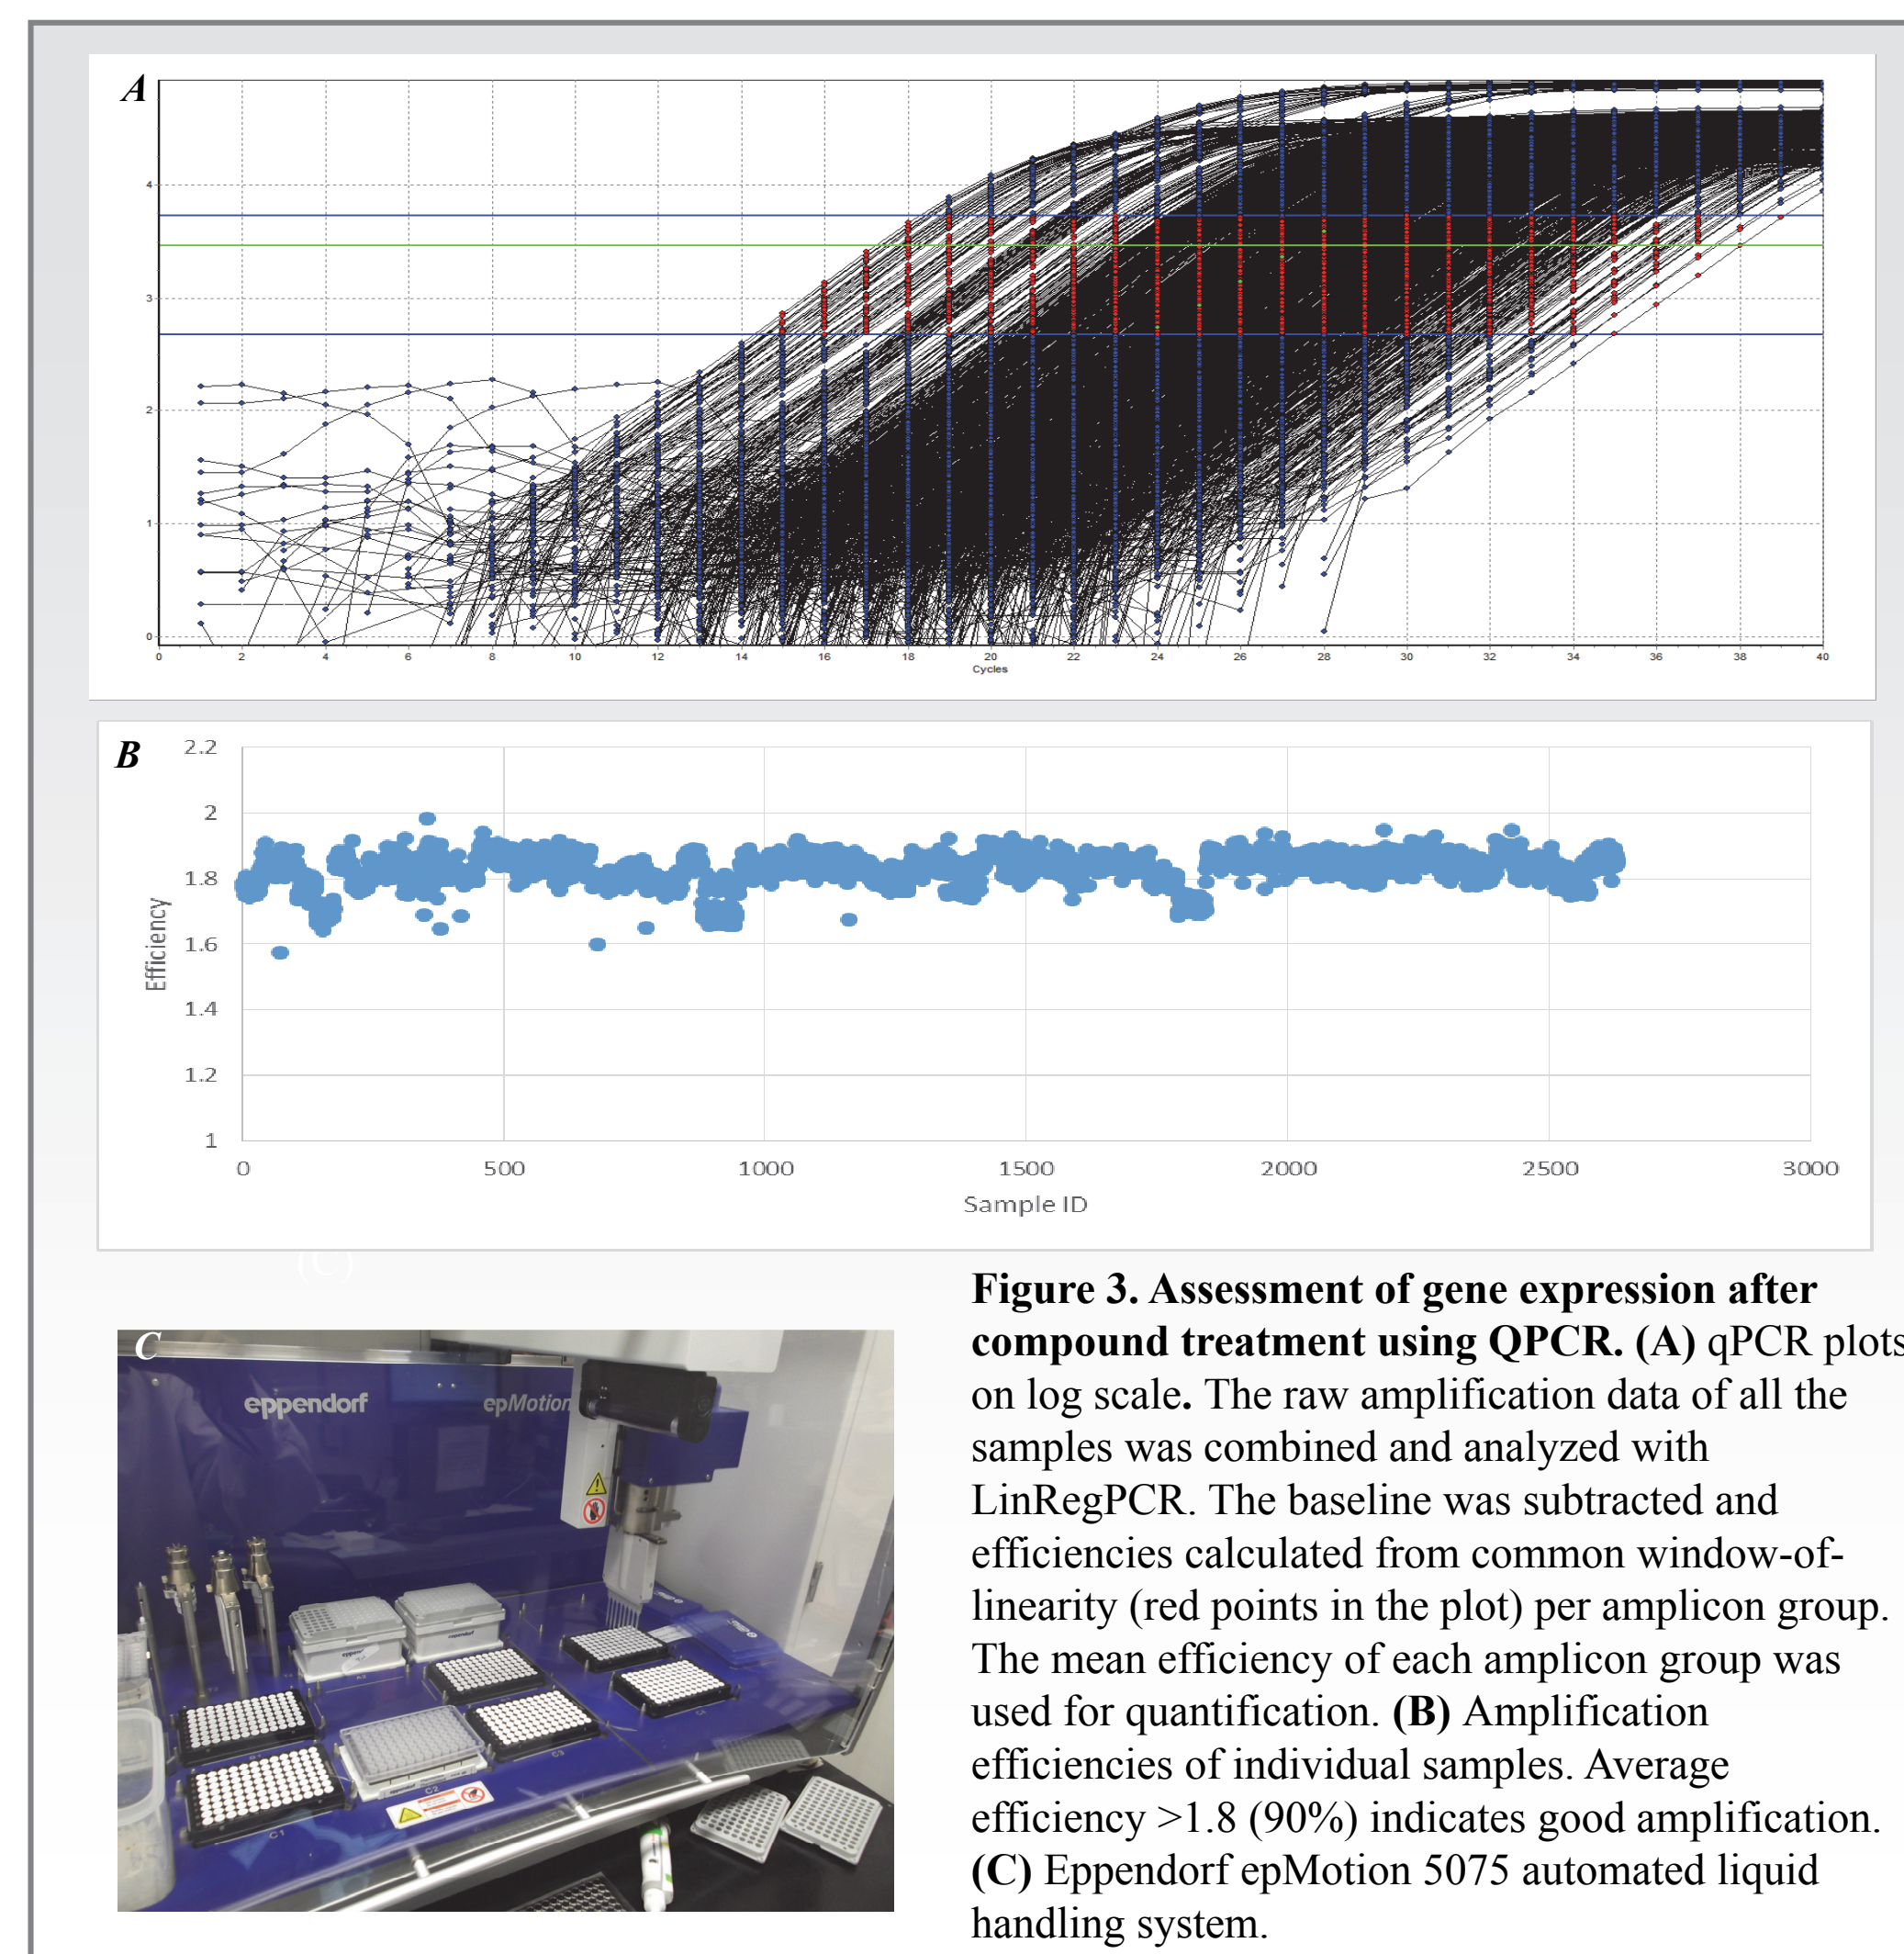 A
4
3
2
1
0
0 2 4 6 8 10 12 14 16 18 20 22 24 26 28 30 32 34 36 38 40
Cycles
B
2.2
2
1.8
1.6
1.4
1.2
1
Efficiency
0 500 1000 1500 2000 2500 3000
Sample ID
(C)
C
eppendorf epMotion
eppendorf
C1
C2
C3
Figure 3. Assessment of gene expression after
compound treatment using QPCR. (A) qPCR plots
on log scale. The raw amplification data of all the
samples was combined and analyzed with
LinRegPCR. The baseline was subtracted and
efficiencies calculated from common window-of-
linearity (red points in the plot) per amplicon group.
The mean efficiency of each amplicon group was
used for quantification. (B) Amplification
efficiencies of individual samples. Average
efficiency >1.8 (90%) indicates good amplification.
(C) Eppendorf epMotion 5075 automated liquid
handling system.